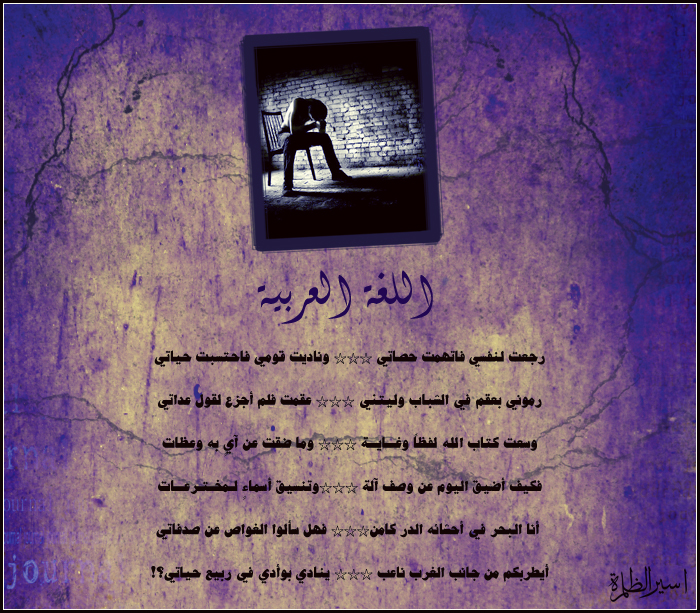 اللغة العربية
رجعت لنفسي فاتهمت حصاتي ☆☆☆ وناديت قومي فاحتسبت حياتي
رموني بعقم في الشباب وليتني ☆☆☆ عقمت فلم أجزع لقول عداتي
وسعت كتاب الله لفظاً وغـايـة ☆☆☆ وما ضقت عن آي به وعظات
فكيف أضيق اليوم عن وصف آلة ☆☆☆وتنسيق أسماء لـمخـتـرعـات
أنا البحر في أحشائه الدر كامن☆☆☆ فهل سألوا الغواص عن صدفاتي
أيطربكم من جانب الغرب ناعب ☆☆☆ ينادي بوأدي في ربيع حياتي؟!
اسير الظلام
jour